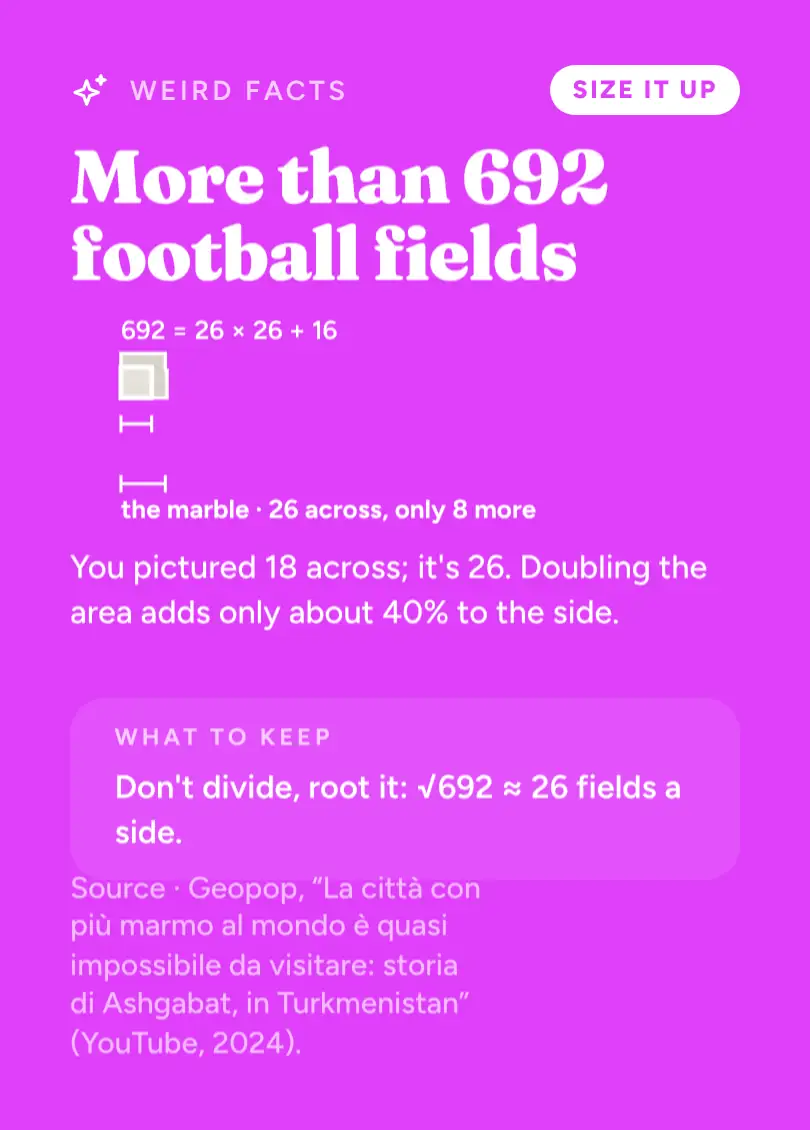 WEIRD FACTS
SIZE IT UP
More than 692
football fields
692 = 26 × 26 + 16
the marble · 26 across, only 8 more
You pictured 18 across; it's 26. Doubling the
area adds only about 40% to the side.
WHAT TO KEEP
Don't divide, root it: √692 ≈ 26 fields a
side.
Source · Geopop, “La città con
più marmo al mondo è quasi
impossibile da visitare: storia
di Ashgabat, in Turkmenistan”
(YouTube, 2024).